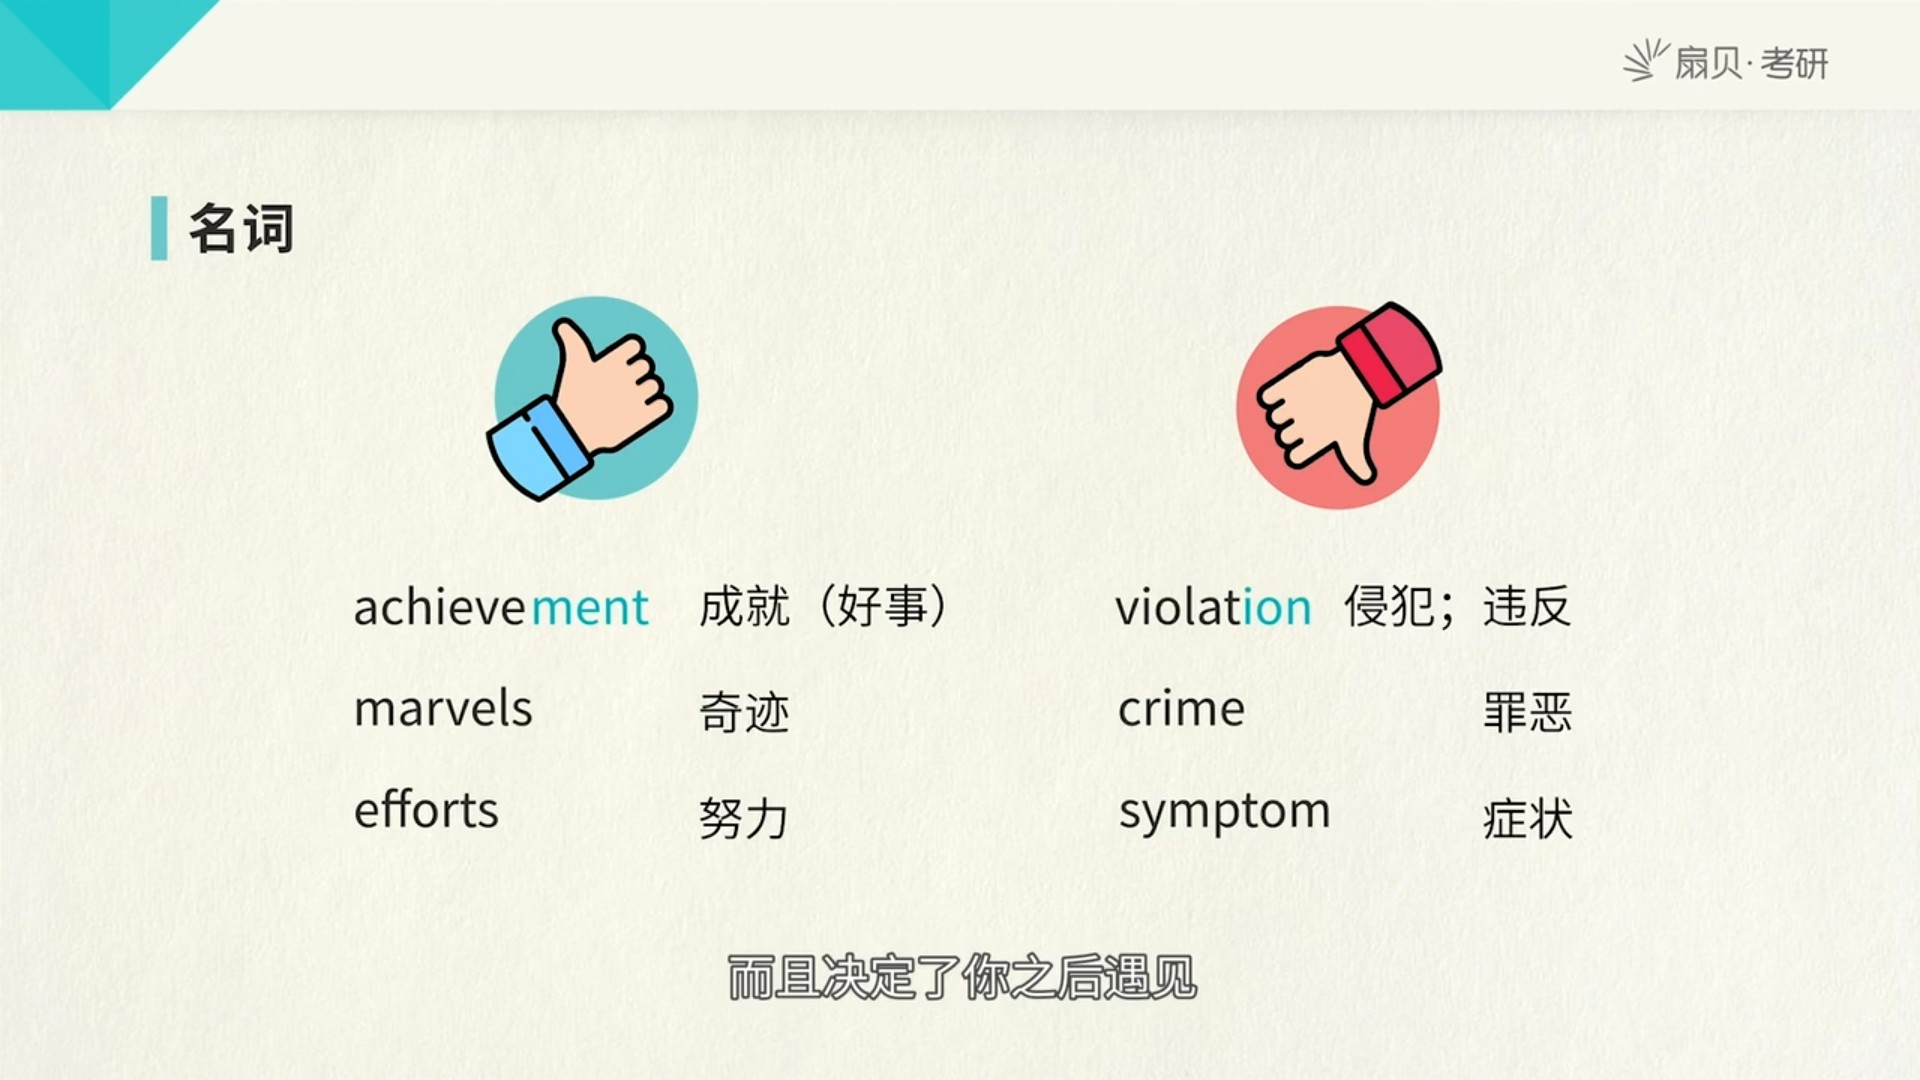 扇贝·考研
名词
achievement 成就（好事）
marvels 奇迹
efforts 努力
violation 侵犯；违反
crime 罪恶
symptom 症状
而且决定了你之后遇见